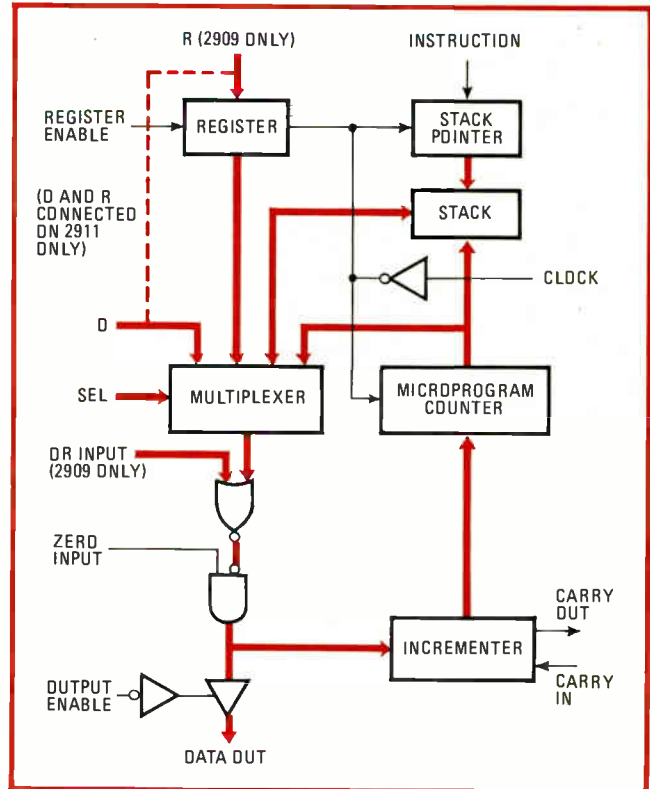 R (2909 ONLY)
INSTRUCTION
REGISTER
ENABLE
REGISTER
STACK
POINTER
(D AND R
CONNECTED
ON 2911
ONLY)
STACK
CLOCK
D
SEL
MULTIPLEXER
MICROPROGRAM
COUNTER
OR INPUT
(2909 ONLY)
ZERO
INPUT
CARRY
OUT
INCREMENTER
CARRY
IN
OUTPUT
ENABLE
DATA OUT